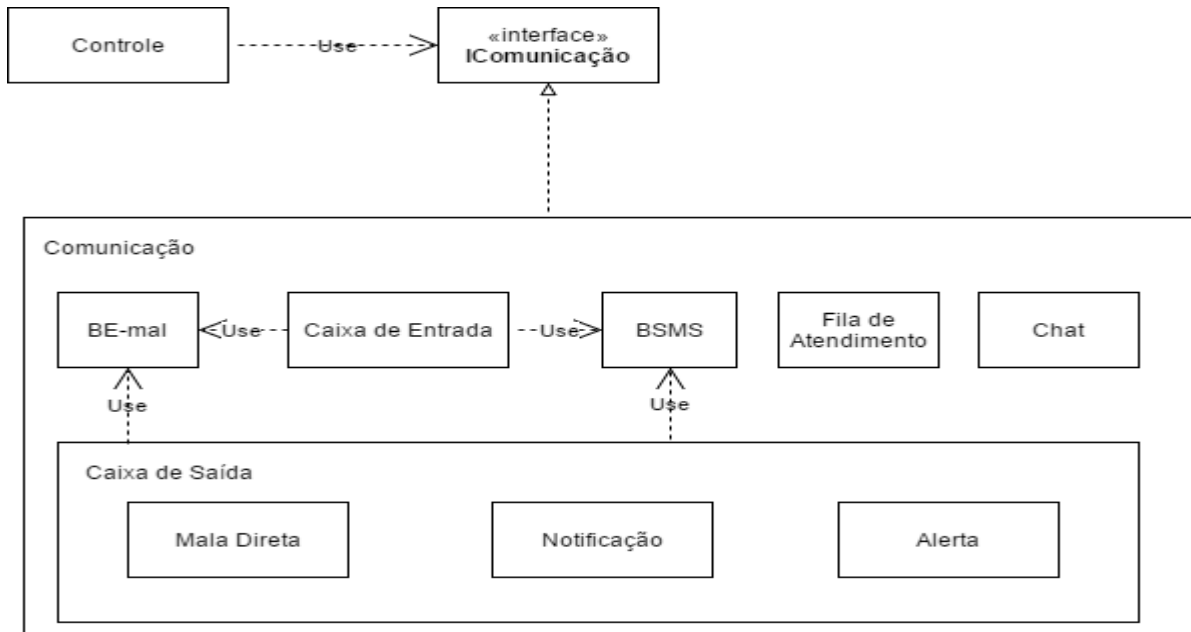 Controle
Use
«interface»
IComunicação
Comunicação
BE-mal
Use
Caixa de Entrada
Use
BSMS
Fila de
Atendimento
Chat
Use
Use
Caixa de Saída
Mala Direta
Notificação
Alerta